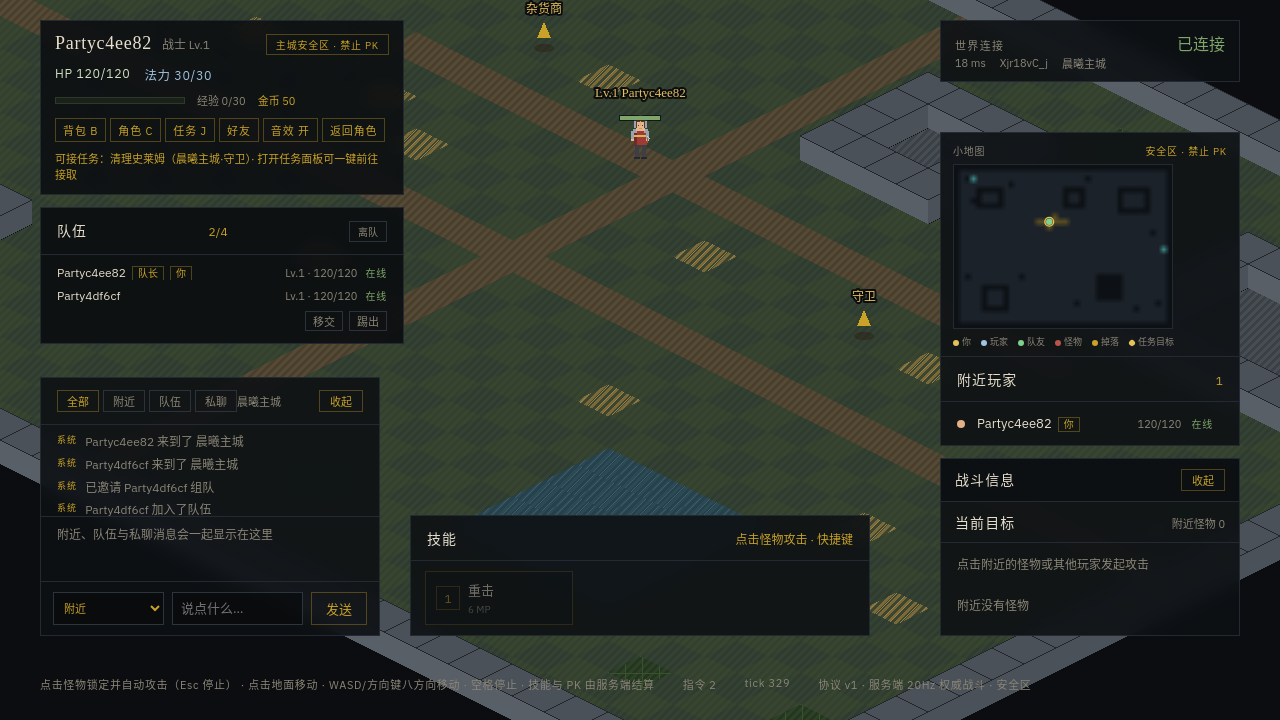 杂货商
Partyc4ee82 战士 Lv.1 主城安全区 · 禁止 PK
HP 120/120 法力 30/30
经验 0/30 金币 50
背包 B 角色 C 任务 J 好友 音效 开 返回角色
可接任务：清理史莱姆（晨曦主城·守卫）· 打开任务面板可一键前往
接取
队伍 2/4 离队
Partyc4ee82 队长 你 Lv.1 · 120/120 在线
Party4df6cf Lv.1 · 120/120 在线
移交 踢出
全部 附近 队伍 私聊 晨曦主城 收起
系统 Partyc4ee82 来到了 晨曦主城
系统 Party4df6cf 来到了 晨曦主城
系统 已邀请 Party4df6cf 组队
系统 Party4df6cf 加入了队伍
附近、队伍与私聊消息会一起显示在这里
附近 说点什么... 发送
Lv.1 Partyc4ee82
守卫
技能 点击怪物攻击 · 快捷键
1 重击
6 MP
世界连接 已连接
18 ms Xjr18vC_j 晨曦主城
小地图 安全区 · 禁止 PK
你 玩家 队友 怪物 掉落 任务目标
附近玩家 1
Partyc4ee82 你 120/120 在线
战斗信息 收起
当前目标 附近怪物 0
点击附近的怪物或其他玩家发起攻击
附近没有怪物
点击怪物锁定并自动攻击（Esc 停止） · 点击地面移动 · WASD/方向键八方向移动 · 空格停止 · 技能与 PK 由服务端结算 指令 2 tick 329 协议 v1 · 服务端 20Hz 权威战斗 · 安全区